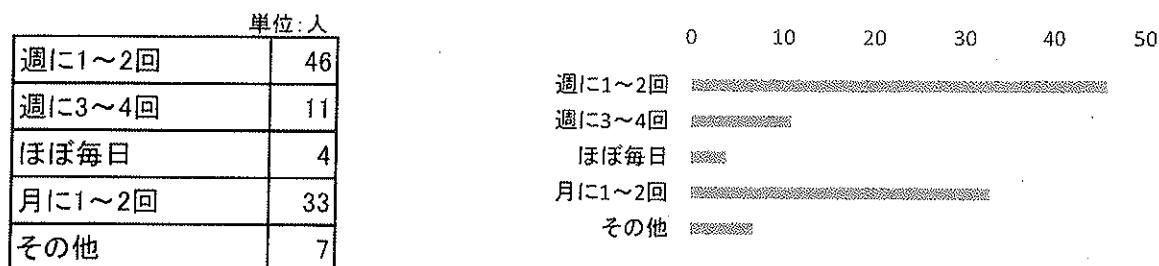 単位:人
週に1～2回 46
週に3～4回 11
ほぼ毎日 4
月に1～2回 33
その他 7
0 10 20 30 40 50
週に1～2回
週に3～4回
ほぼ毎日
月に1～2回
その他